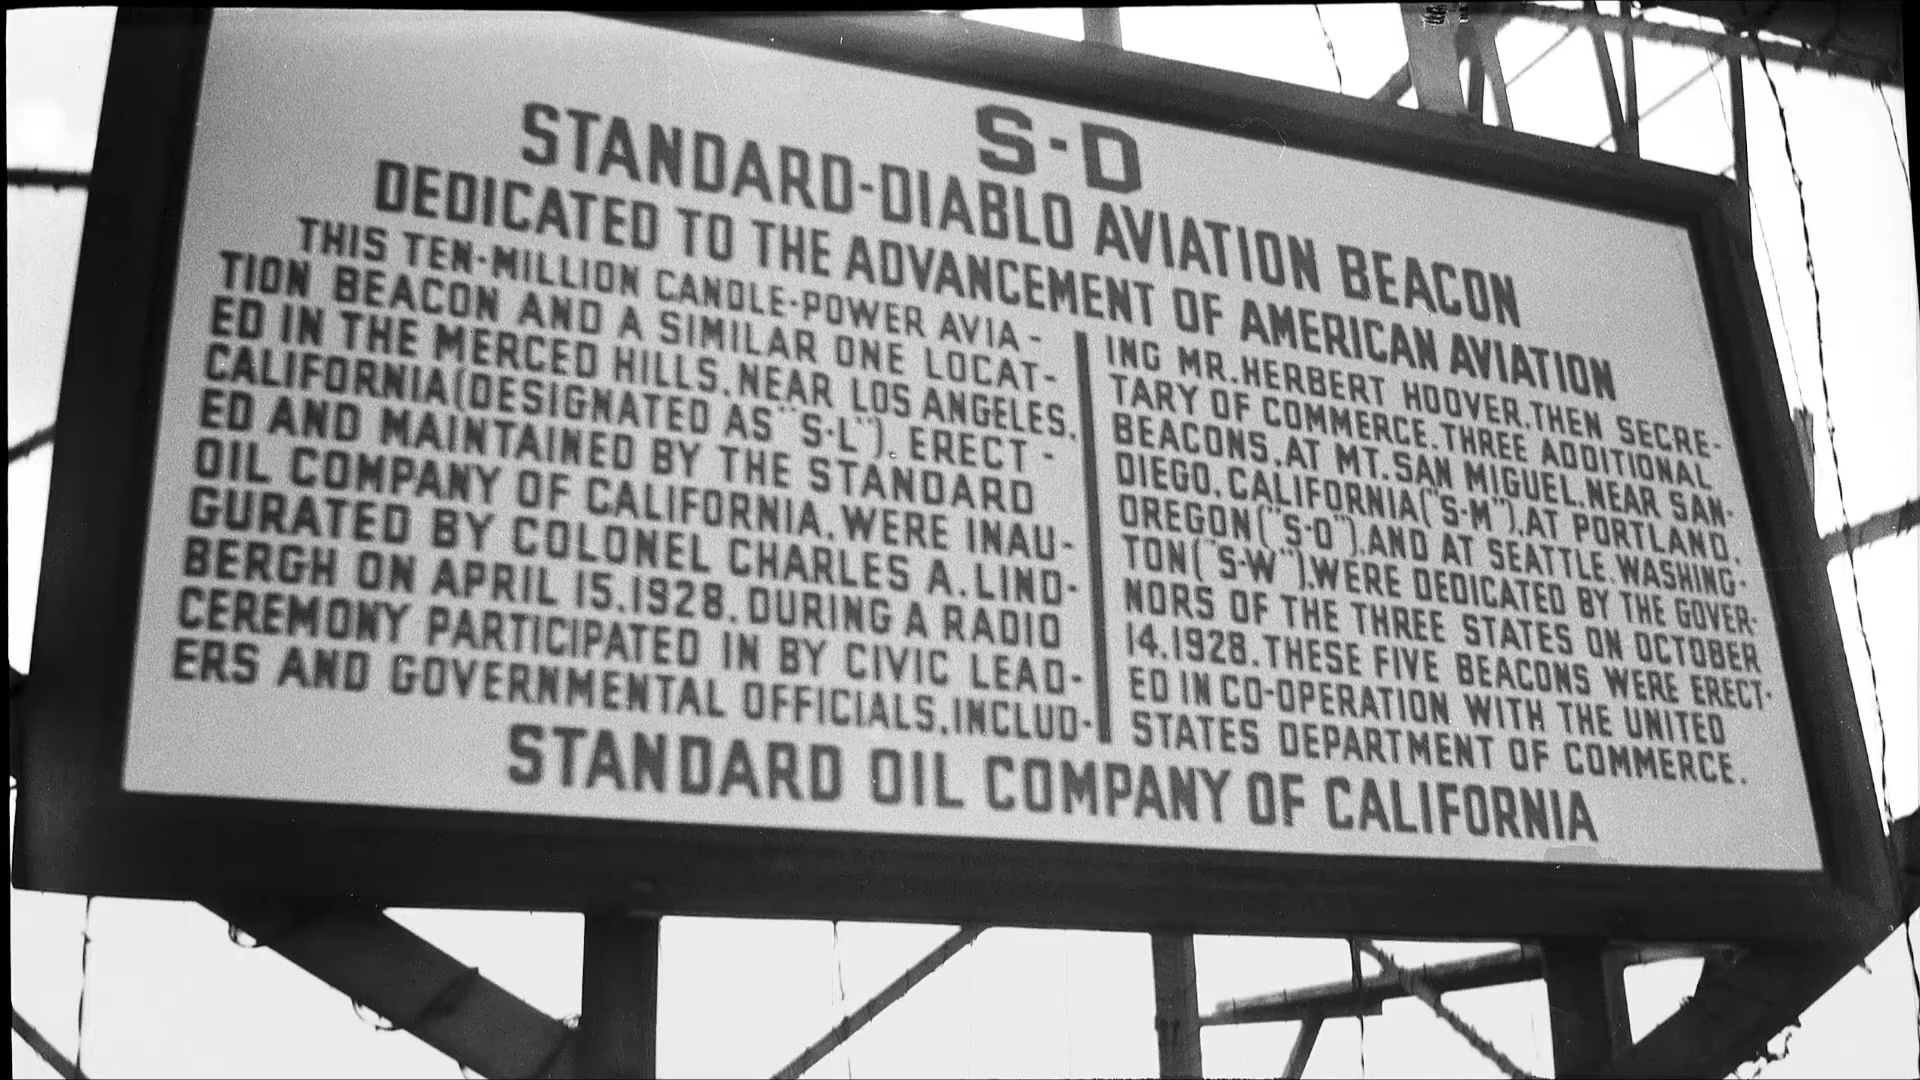 S-D
STANDARD-DIABLO AVIATION BEACON
DEDICATED TO THE ADVANCEMENT OF AMERICAN AVIATION
THIS TEN-MILLION CANDLE-POWER AVIA-
TION BEACON AND A SIMILAR ONE LOCAT-
ED IN THE MERCED HILLS, NEAR LOS ANGELES,
CALIFORNIA (DESIGNATED AS "S-L"), ERECT-
ED AND MAINTAINED BY THE STANDARD
OIL COMPANY OF CALIFORNIA, WERE INAU-
GURATED BY COLONEL CHARLES A. LIND-
BERGH ON APRIL 15, 1928, DURING A RADIO
CEREMONY PARTICIPATED IN BY CIVIC LEAD-
ERS AND GOVERNMENTAL OFFICIALS, INCLUD-
ING MR. HERBERT HOOVER, THEN SECRE-
TARY OF COMMERCE. THREE ADDITIONAL
BEACONS, AT MT. SAN MIGUEL, NEAR SAN-
DIEGO, CALIFORNIA ("S-M"), AT PORTLAND,
OREGON ("S-O"), AND AT SEATTLE, WASHING-
TON ("S-W"), WERE DEDICATED BY THE GOVER-
NORS OF THE THREE STATES ON OCTOBER
14, 1928. THESE FIVE BEACONS WERE ERECT-
ED IN CO-OPERATION WITH THE UNITED
STATES DEPARTMENT OF COMMERCE.
STANDARD OIL COMPANY OF CALIFORNIA